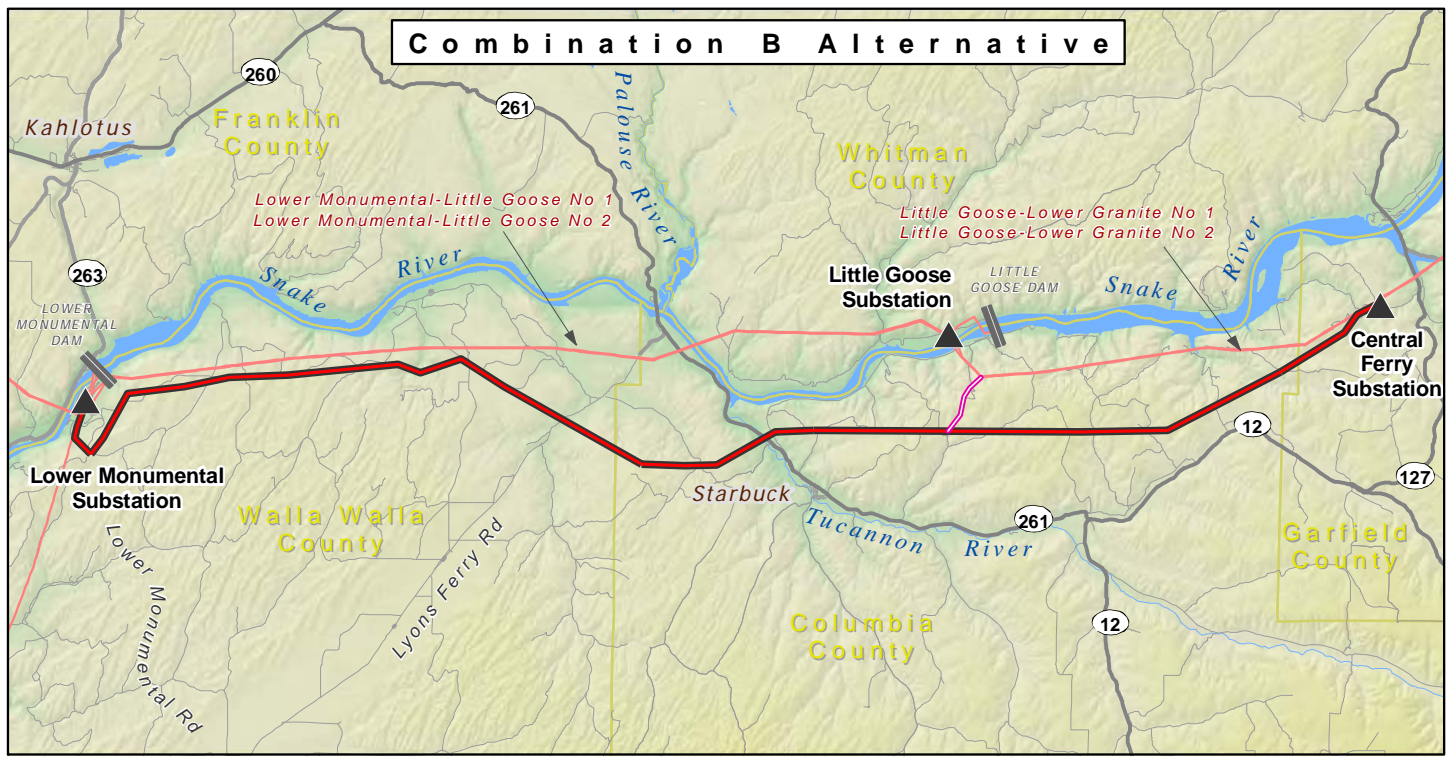 Combination B Alternative
260
261
Kahlotus
Franklin
County
Palouse River
Whitman
County
Lower Monumental-Little Goose No 1
Lower Monumental-Little Goose No 2
Little Goose-Lower Granite No 1
Little Goose-Lower Granite No 2
263
Snake River
Little Goose
Substation
LITTLE
GOOSE DAM
Snake River
LOWER
MONUMENTAL
DAM
Central
Ferry
Substation
12
127
Lower Monumental
Substation
Starbuck
Walla Walla
County
Tucannon River
261
Garfield
County
Lower Monumental Rd
Lyons Ferry Rd
Columbia
County
12